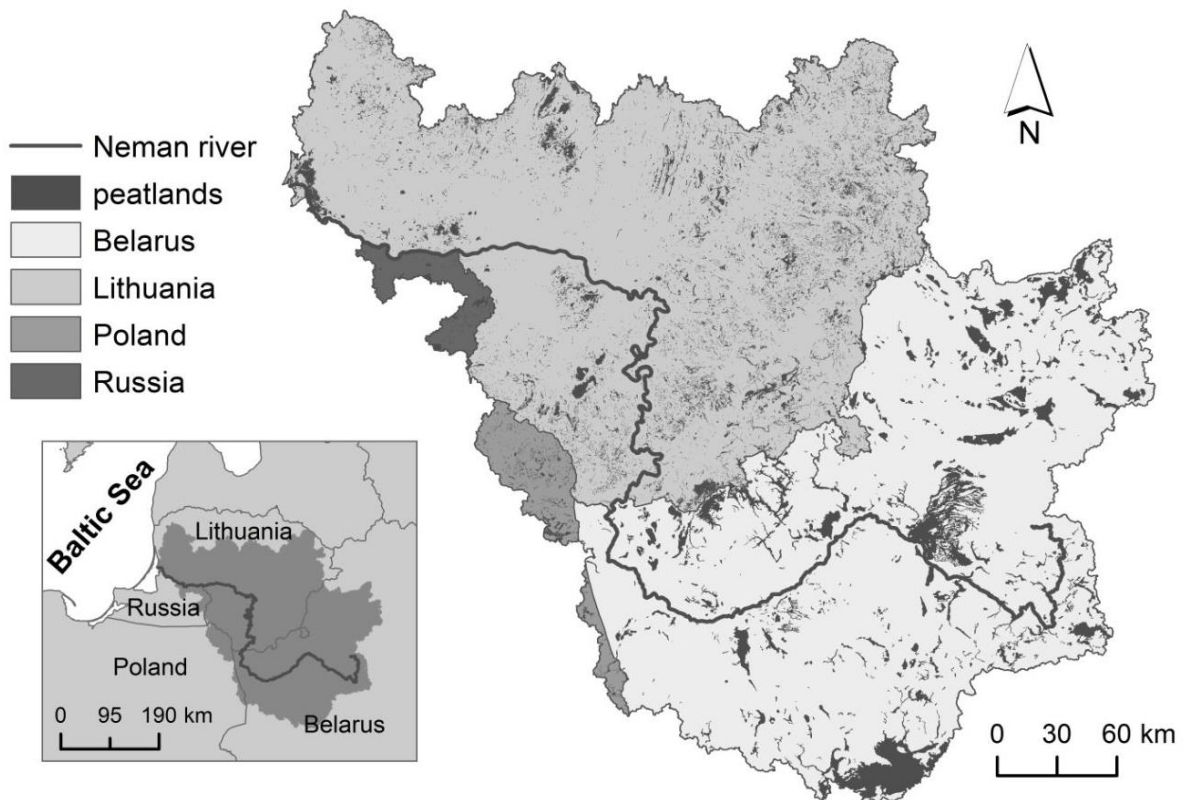 N
Neman river
peatlands
Belarus
Lithuania
Poland
Russia
Baltic Sea
Lithuania
Russia
Poland
Belarus
0 95 190 km
0 30 60 km